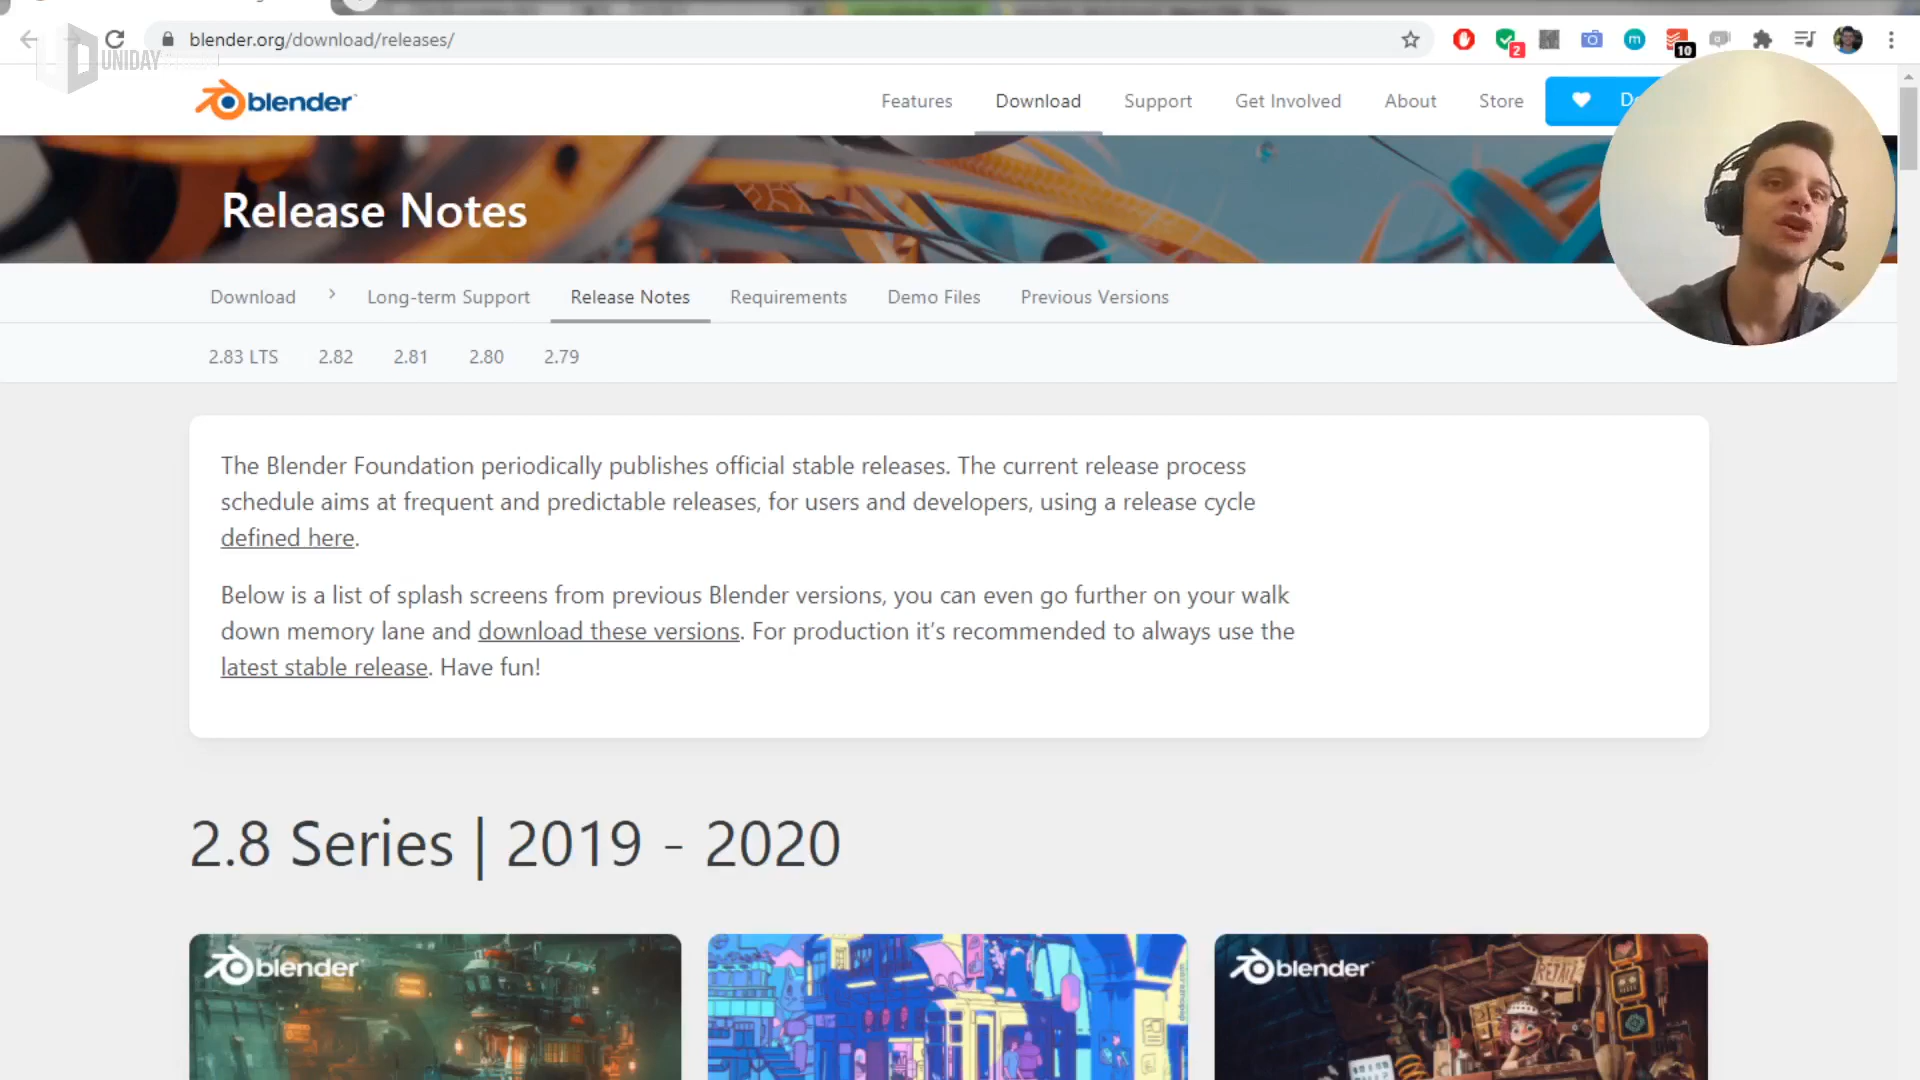 blender.org/download/releases/
2
10
UNIDAY
blender
Features
Download
Support
Get Involved
About
Store
Release Notes
Download
Long-term Support
Release Notes
Requirements
Demo Files
Previous Versions
2.83 LTS
2.82
2.81
2.80
2.79
The Blender Foundation periodically publishes official stable releases. The current release process
schedule aims at frequent and predictable releases, for users and developers, using a release cycle
defined here.
Below is a list of splash screens from previous Blender versions, you can even go further on your walk
down memory lane and download these versions. For production it's recommended to always use the
latest stable release. Have fun!
2.8 Series | 2019 - 2020
blender
blender
RETAIL